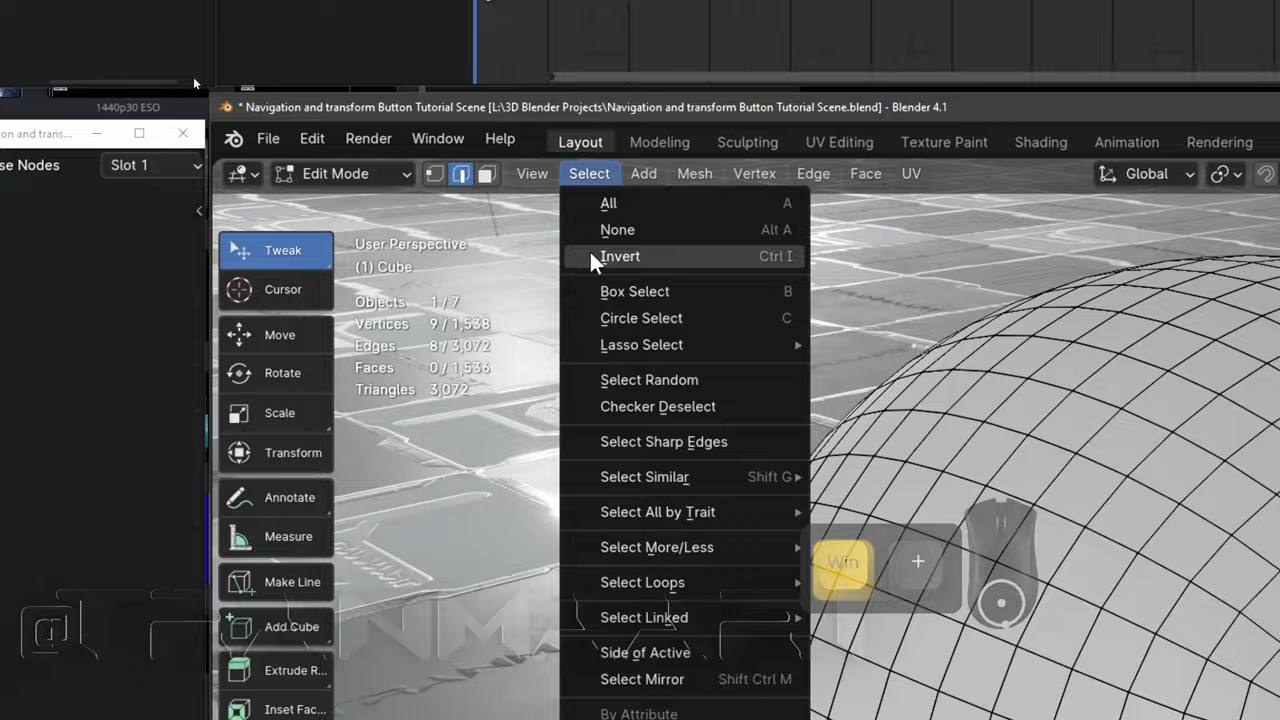 1440p30 ESO
* Navigation and transform Button Tutorial Scene [L:\3D Blender Projects\Navigation and transform Button Tutorial Scene.blend] - Blender 4.1
on and trans...
File Edit Render Window Help Layout Modeling Sculpting UV Editing Texture Paint Shading Animation Rendering
se Nodes Slot 1
Edit Mode View Select Add Mesh Vertex Edge Face UV Global
Tweak
Cursor
Move
Rotate
Scale
Transform
Annotate
Measure
Make Line
Add Cube
Extrude R...
Inset Fac...
User Perspective
(1) Cube
Objects 1 / 7
Vertices 9 / 1,538
Edges 8 / 3,072
Faces 0 / 1,536
Triangles 3,072
All A
None Alt A
Invert Ctrl I
Box Select B
Circle Select C
Lasso Select
Select Random
Checker Deselect
Select Sharp Edges
Select Similar Shift G
Select All by Trait
Select More/Less
Select Loops
Select Linked
Side of Active
Select Mirror Shift Ctrl M
By Attribute
Win +